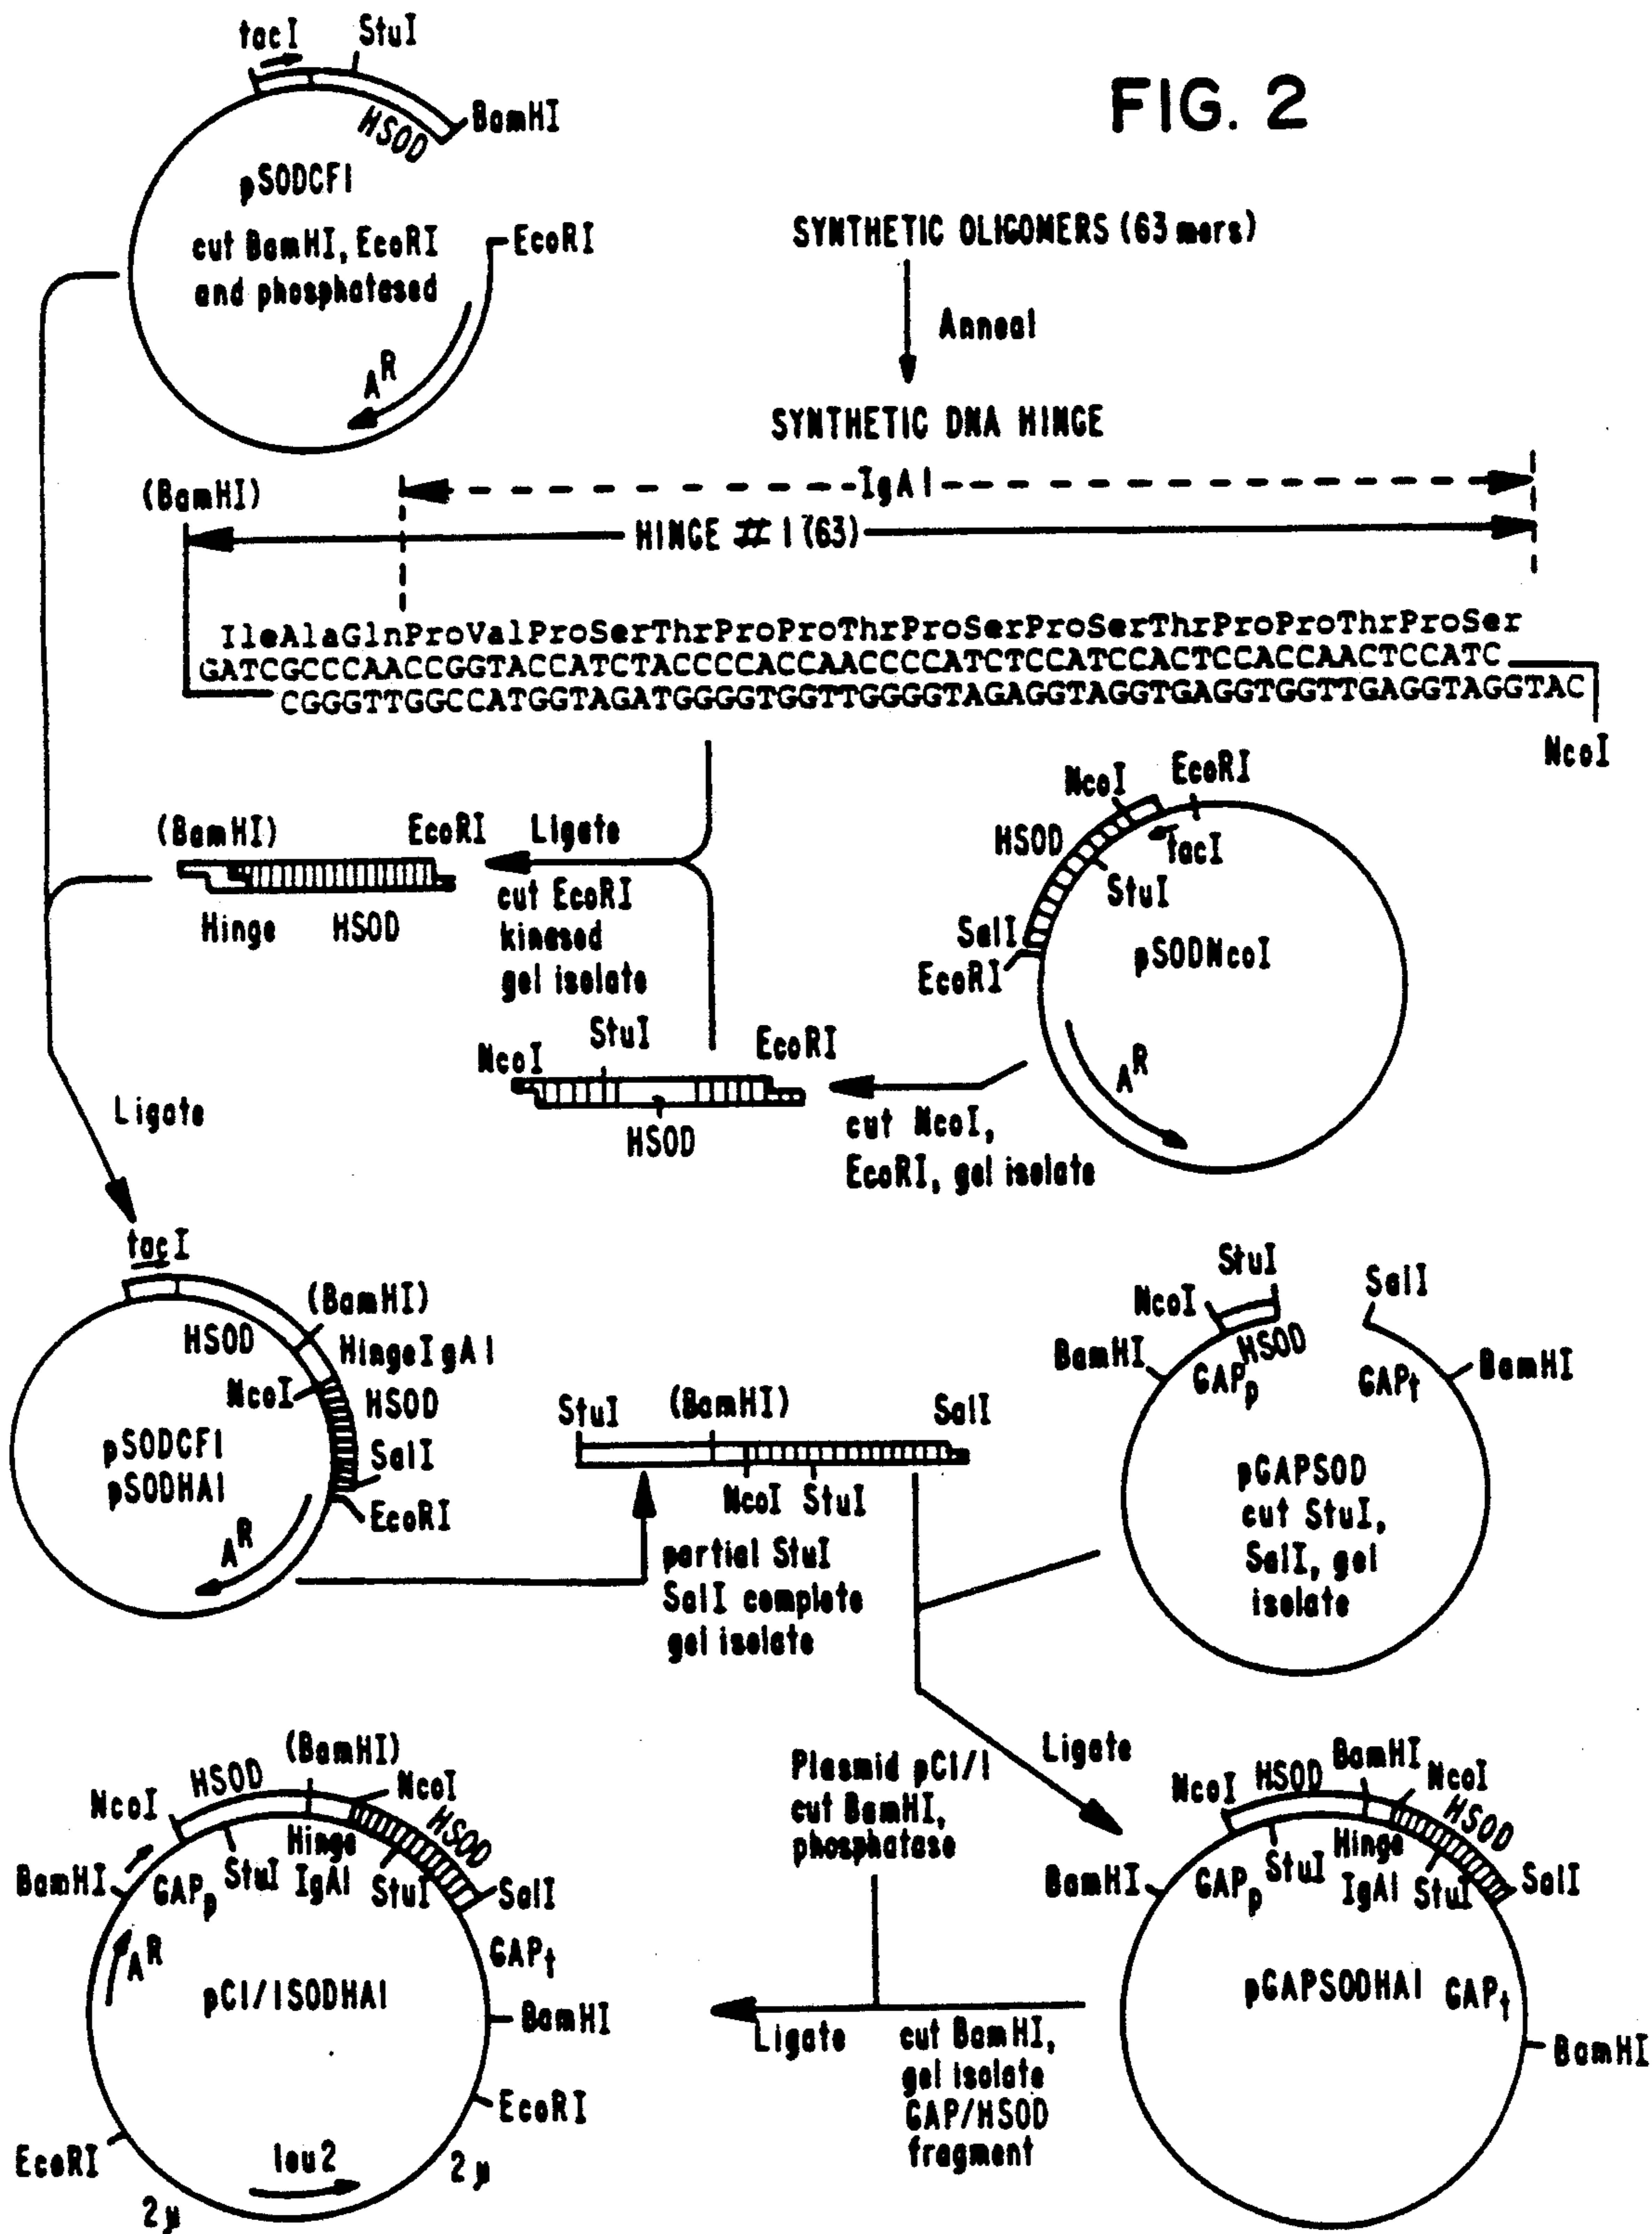 FIG. 2
tacI
StuI
BamHI
HSOD
pSODCF1
cut BamHI, EcoRI
and phosphatased
EcoRI
A^R
SYNTHETIC OLIGOMERS (63 mers)
Anneal
SYNTHETIC DNA HINGE
(BamHI)
IgA1
HINGE # 1 (63)
IleAlaGlnProValProSerThrProProThrProSerProSerThrProProThrProSer
GATCGCCCAACCGGTACCATCTACCCCACCAACCCCATCTCCATCCACTCCACCAACTCCATC
CGGGTTGGCCATGGTAGATGGGGTGGTTGGGGTAGAGGTAGGTGAGGTGGTTGAGGTAGGTAC
NcoI
(BamHI)
EcoRI
Hinge
HSOD
Ligate
cut EcoRI
kinased
gel isolate
NcoI
EcoRI
HSOD
tacI
StuI
SalI
EcoRI
pSODNcoI
A^R
NcoI
StuI
EcoRI
HSOD
cut NcoI,
EcoRI, gel isolate
Ligate
tacI
(BamHI)
HSOD
HingeIgA1
NcoI
HSOD
pSODCF1
pSODHA1
SalI
EcoRI
A^R
StuI
(BamHI)
SalI
NcoI
StuI
partial StuI
SalI complete
gel isolate
StuI
NcoI
SalI
BamHI
HSOD
GAPp
GAPt
BamHI
pGAPSOD
cut StuI,
SalI, gel
isolate
Ligate
NcoI
HSOD
BamHI
NcoI
HSOD
BamHI
GAPp
StuI
Hinge
IgA1
StuI
SalI
pGAPSODHA1
GAPt
BamHI
Plasmid pC1/1
cut BamHI,
phosphatase
Ligate
cut BamHI,
gel isolate
GAP/HSOD
fragment
NcoI
HSOD
(BamHI)
NcoI
HSOD
BamHI
GAPp
StuI
Hinge
IgA1
StuI
SalI
A^R
GAPt
pC1/1SODHA1
BamHI
EcoRI
EcoRI
leu2
2μ
2μ